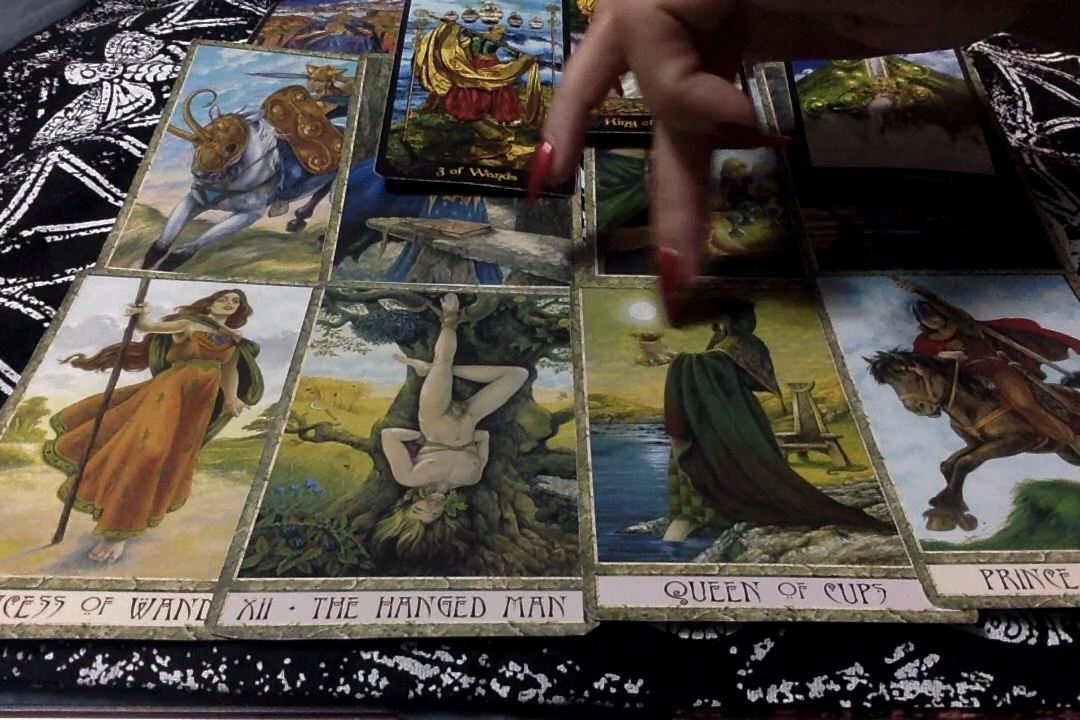 3 of Wands
King of
CESS OF WAND
XII · THE HANGED MAN
QUEEN OF CUPS
PRINCE